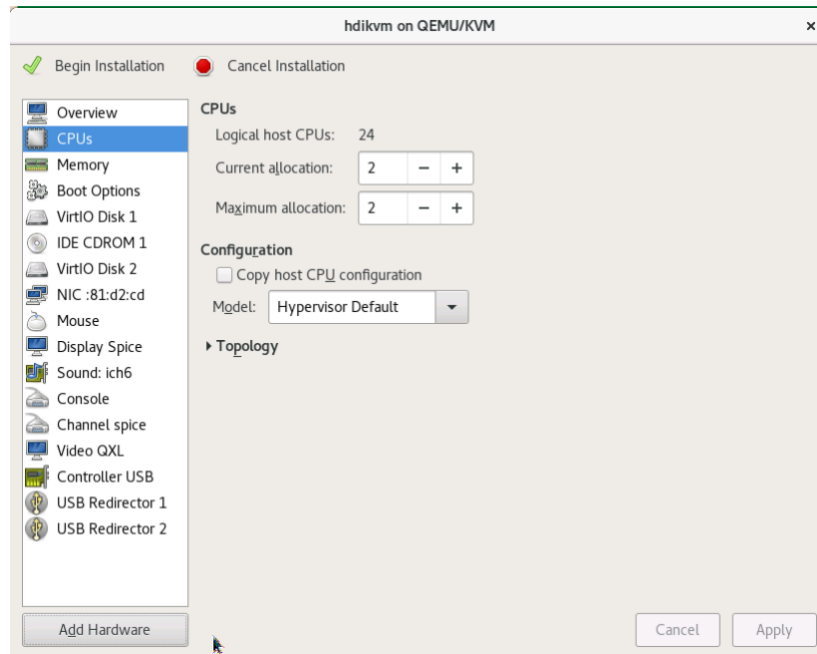 hdikvm on QEMU/KVM
Begin Installation
Cancel Installation
Overview
CPUs
Memory
Boot Options
VirtIO Disk 1
IDE CDROM 1
VirtIO Disk 2
NIC :81:d2:cd
Mouse
Display Spice
Sound: ich6
Console
Channel spice
Video QXL
Controller USB
USB Redirector 1
USB Redirector 2
Add Hardware
CPUs
Logical host CPUs: 24
Current allocation: 2 − +
Maximum allocation: 2 − +
Configuration
Copy host CPU configuration
Model: Hypervisor Default
Topology
Cancel
Apply